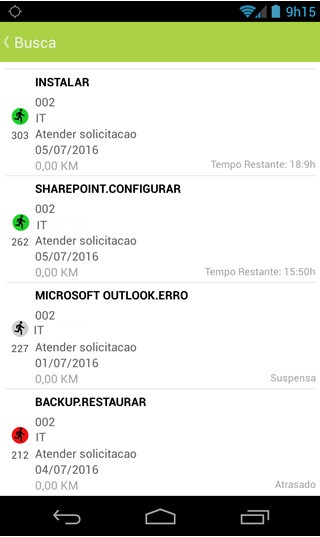 9h15
Busca
INSTALAR
002
IT
303 Atender solicitacao
05/07/2016
0,00 KM Tempo Restante: 18:9h
SHAREPOINT.CONFIGURAR
002
IT
262 Atender solicitacao
05/07/2016
0,00 KM Tempo Restante: 15:50h
MICROSOFT OUTLOOK.ERRO
002
IT
227 Atender solicitacao
01/07/2016
0,00 KM Suspensa
BACKUP.RESTAURAR
002
IT
212 Atender solicitacao
04/07/2016
0,00 KM Atrasado